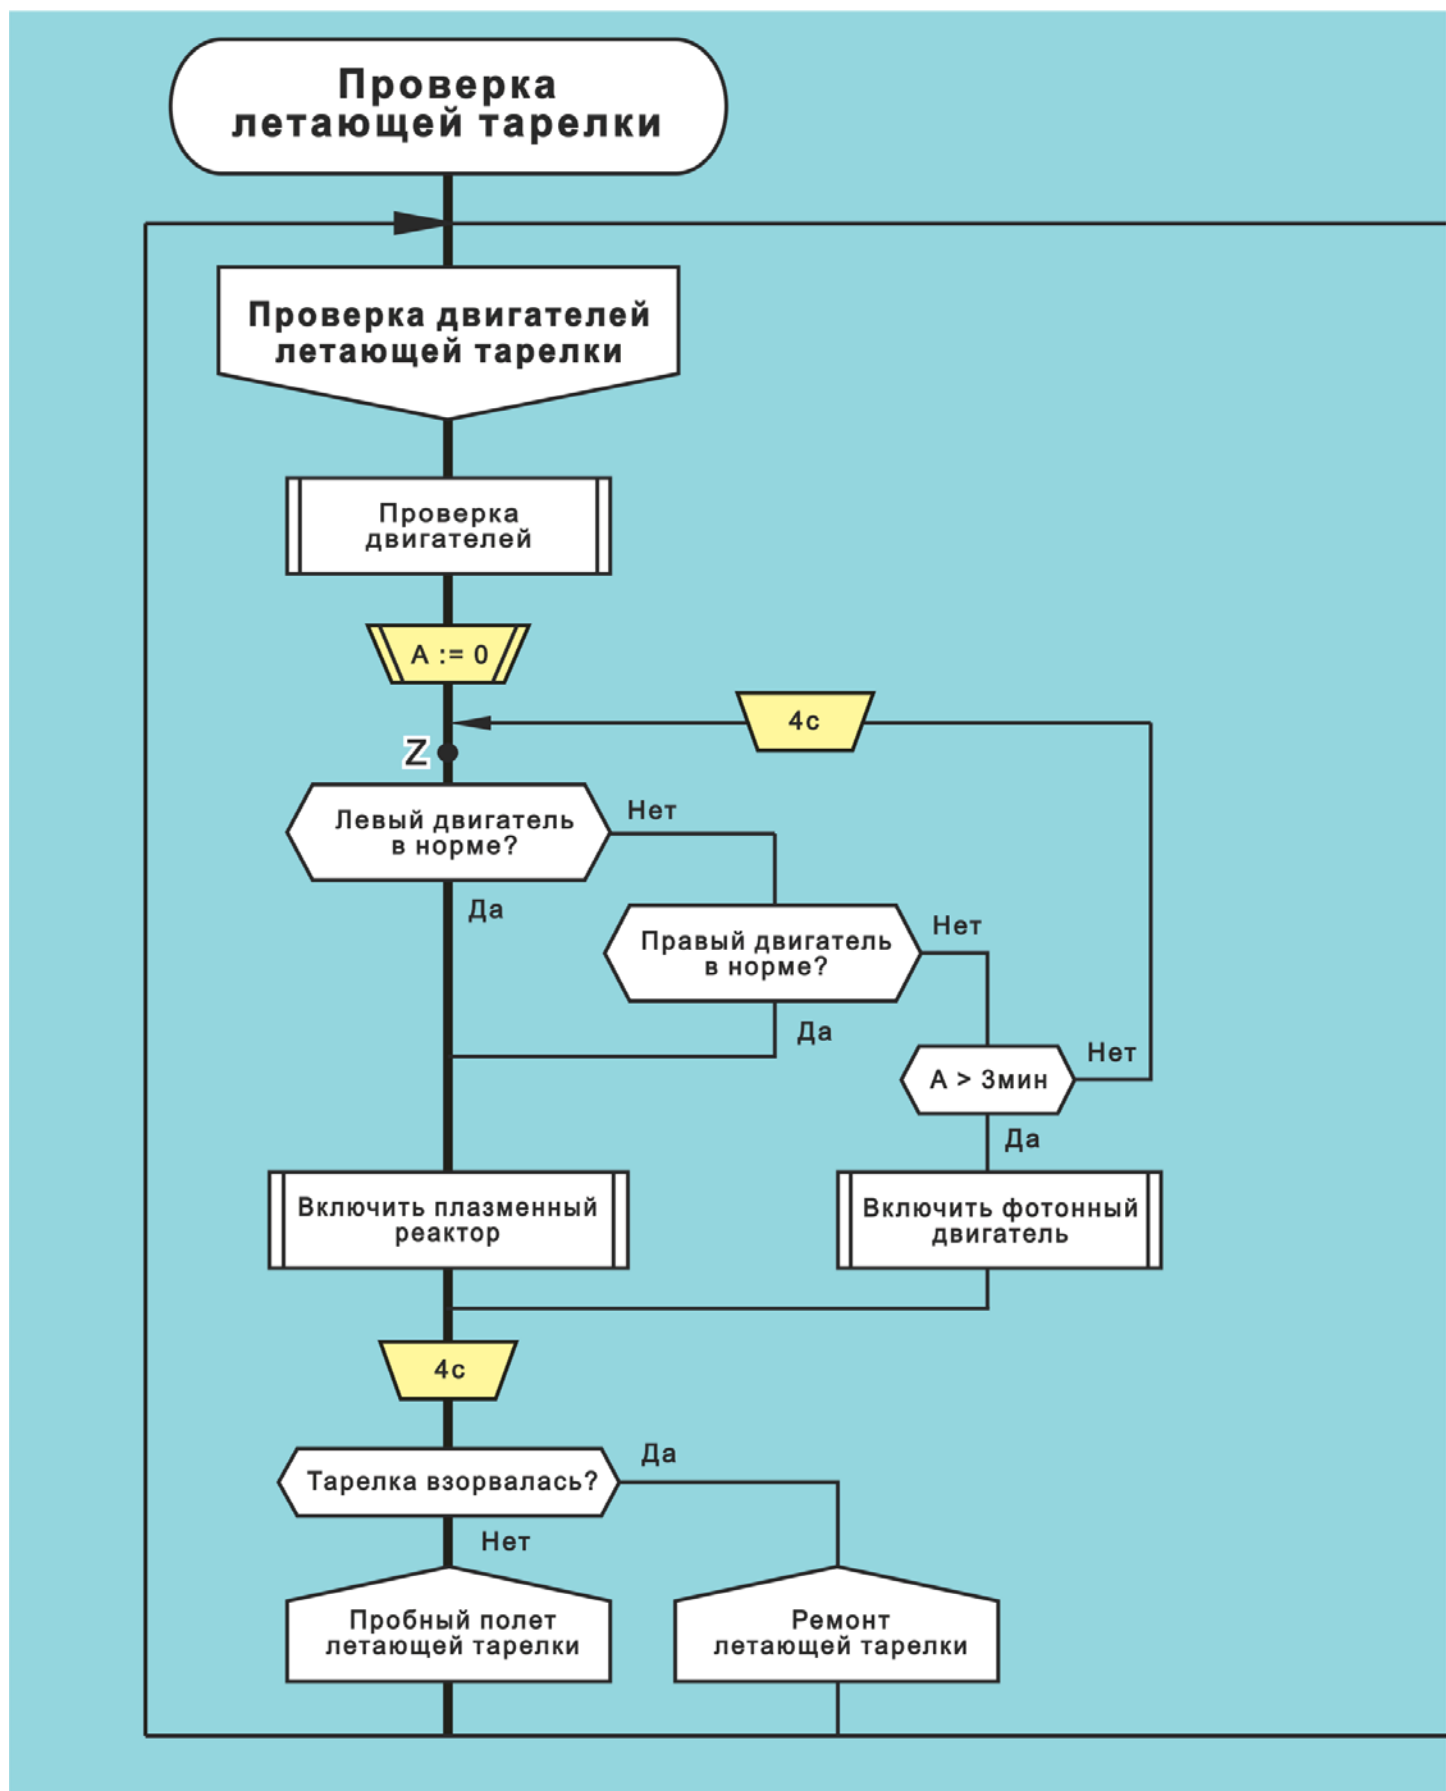 Проверка
летающей тарелки
Проверка двигателей
летающей тарелки
Проверка
двигателей
А := 0
4с
Z
Левый двигатель
в норме?
Нет
Да
Правый двигатель
в норме?
Нет
Да
А > 3мин
Нет
Да
Включить плазменный
реактор
Включить фотонный
двигатель
4с
Тарелка взорвалась?
Да
Нет
Пробный полет
летающей тарелки
Ремонт
летающей тарелки